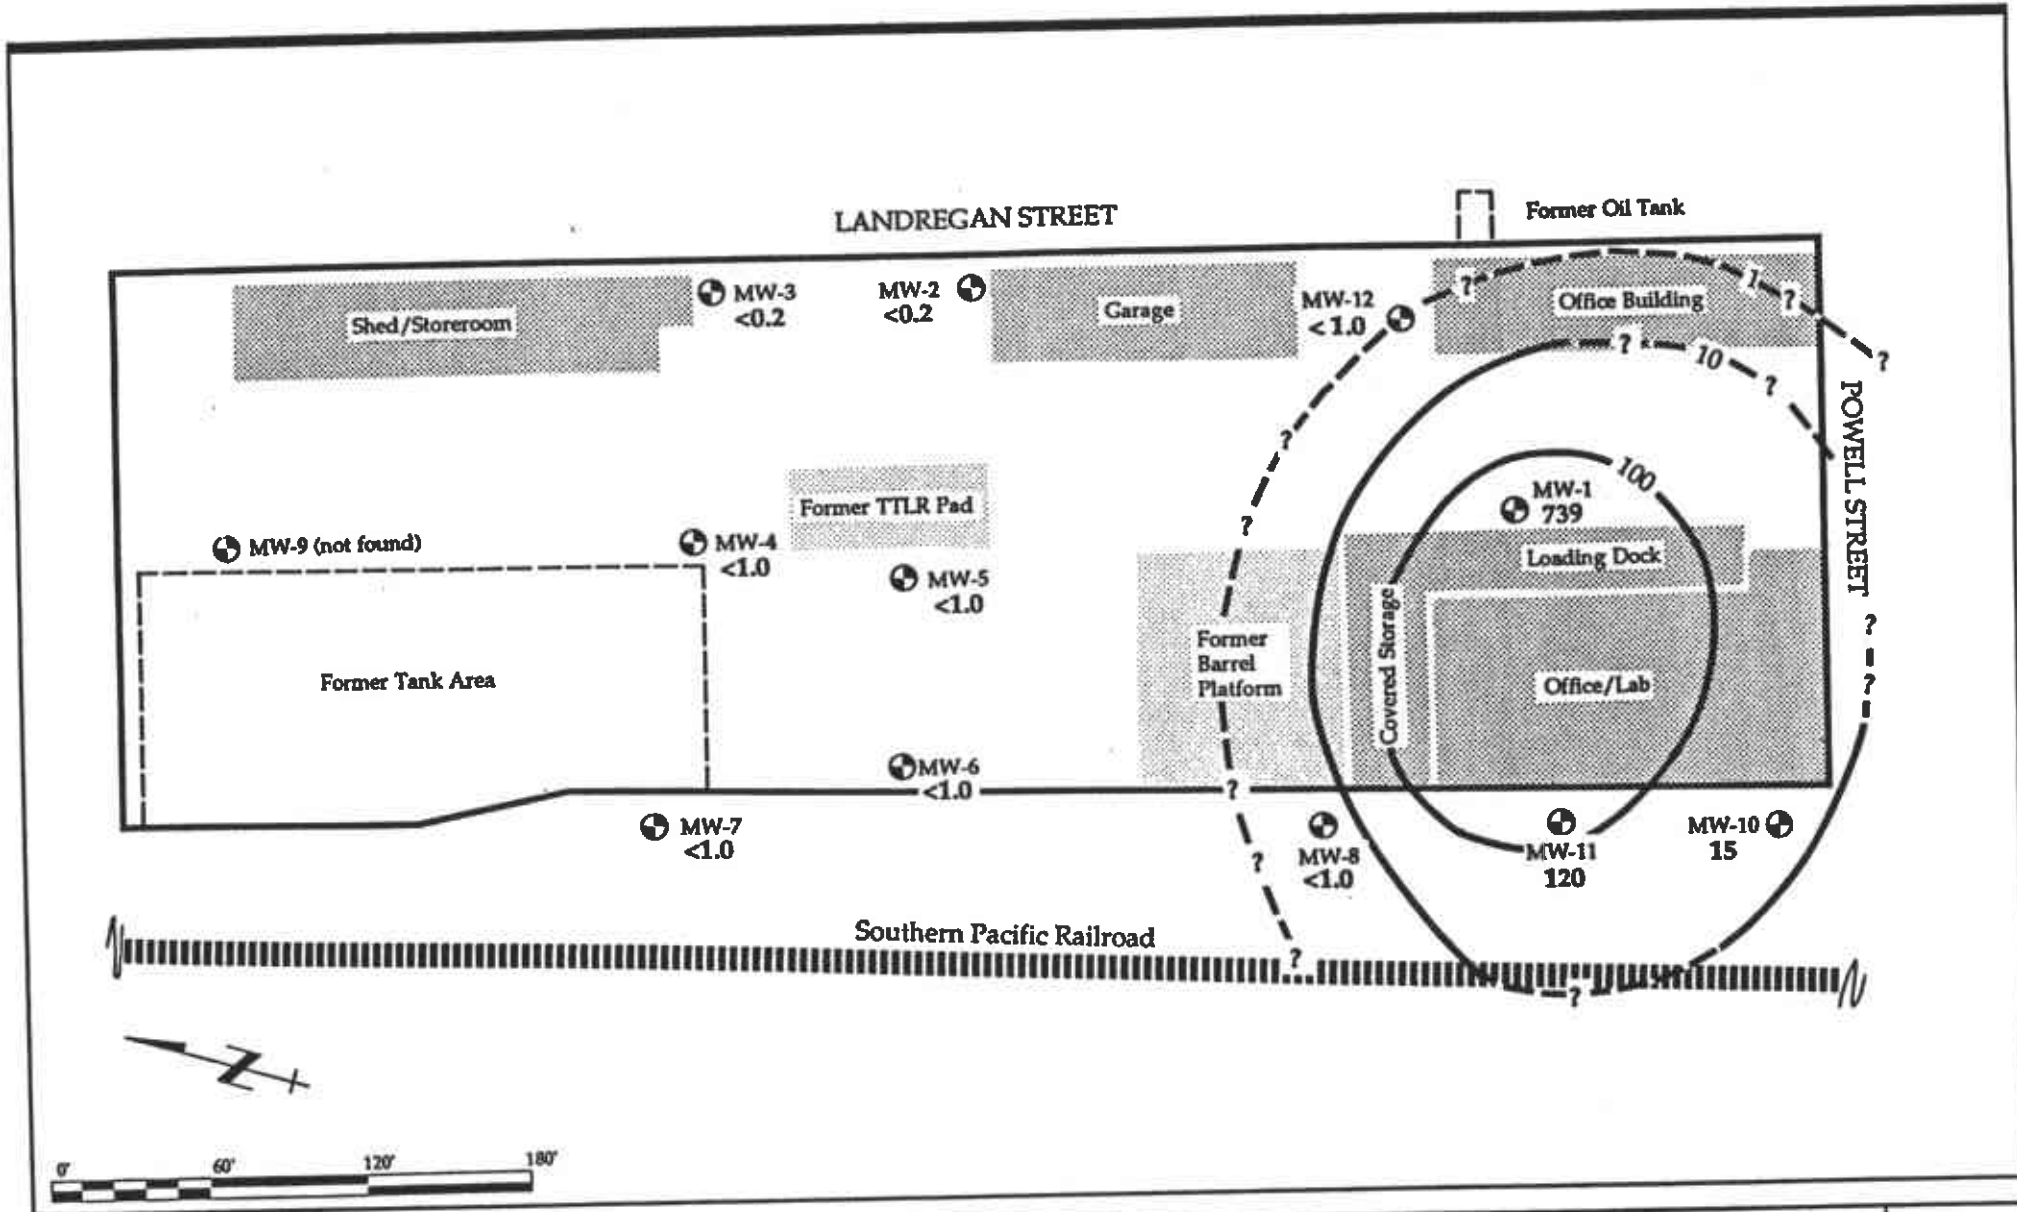 LANDREGAN STREET
Former Oil Tank
MW-3
<0.2
MW-2
<0.2
Shed/Storeroom
Garage
MW-12
< 1.0
Office Building
?
1
?
?
?
10
?
POWELL STREET
?
100
MW-1
739
?
Former TTLR Pad
MW-9 (not found)
MW-4
<1.0
MW-5
<1.0
Loading Dock
Covered Storage
Former
Barrel
Platform
Office/Lab
?
?
Former Tank Area
MW-6
<1.0
?
MW-7
<1.0
?
MW-8
<1.0
MW-11
120
MW-10
15
Southern Pacific Railroad
?
?
N
0'
60'
120'
180'